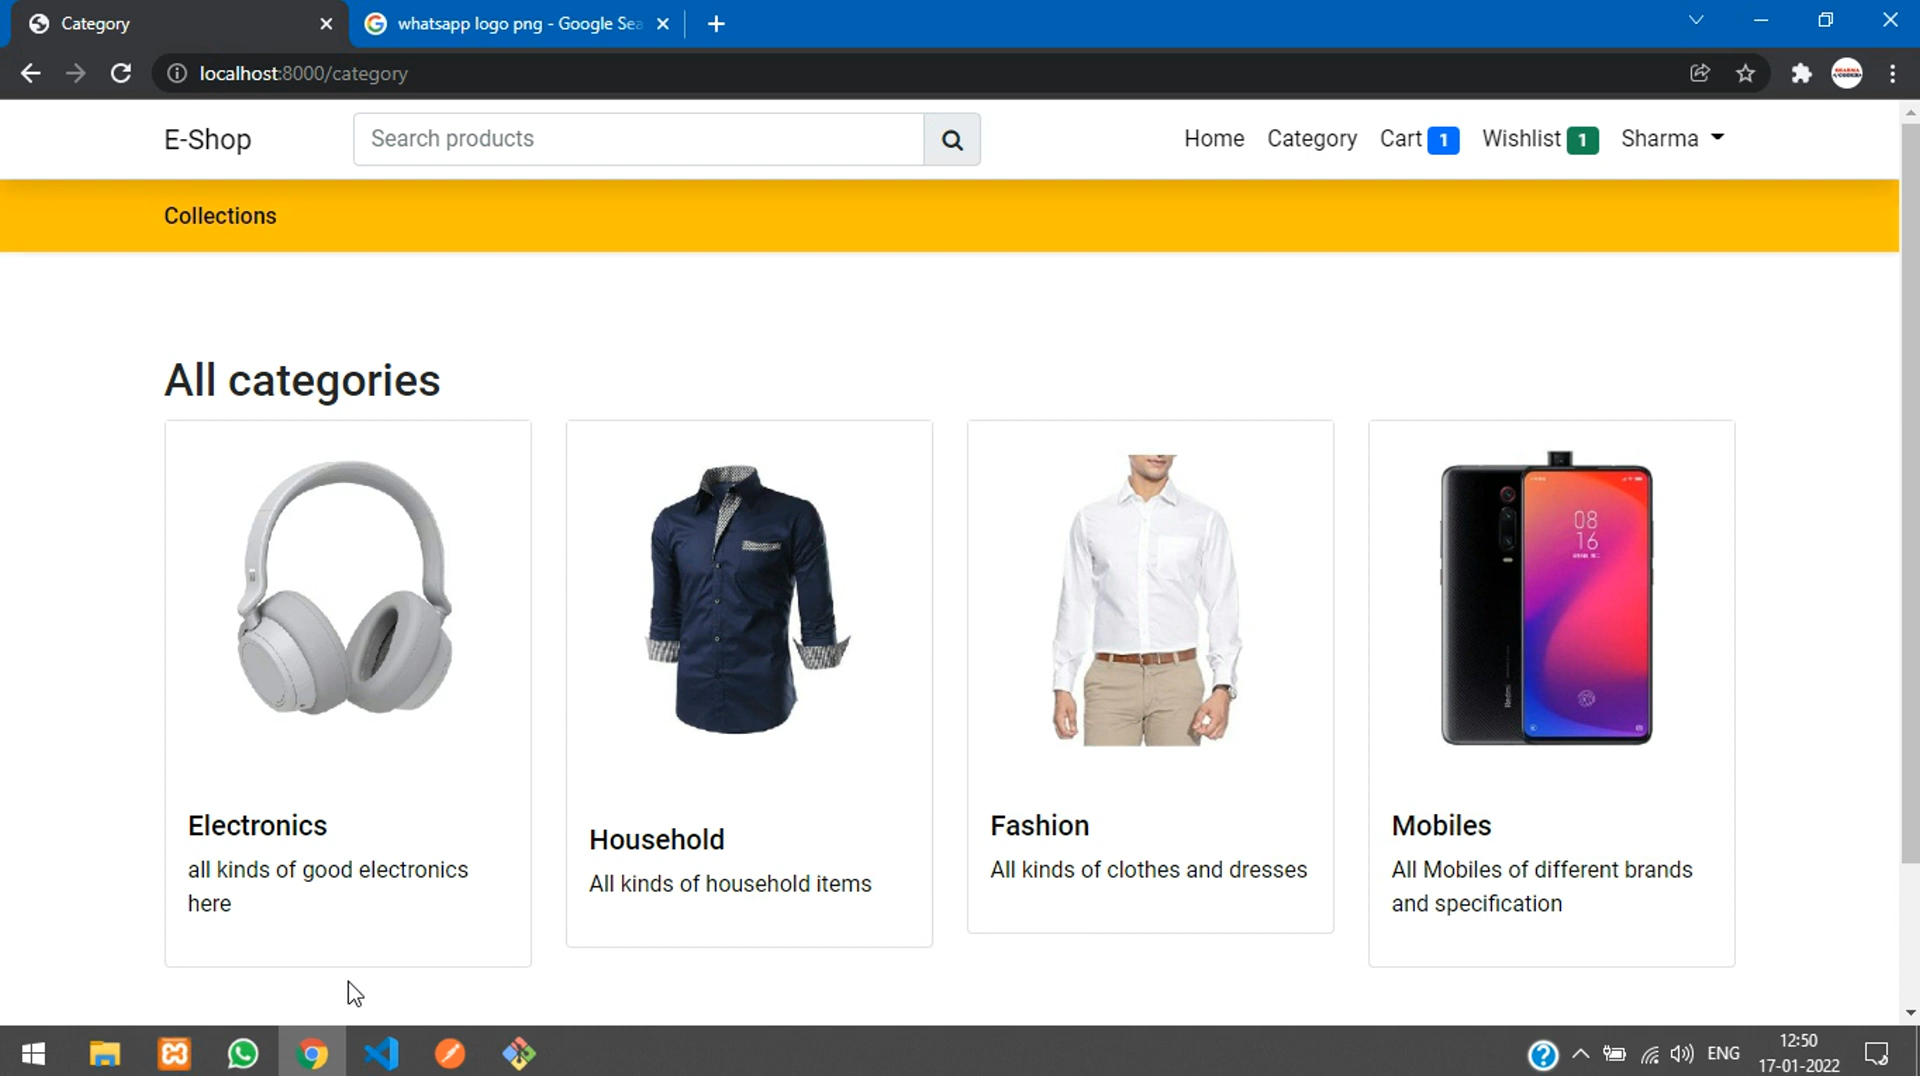 Category
whatsapp logo png - Google Sea
localhost:8000/category
E-Shop
Search products
Home
Category
Cart 1
Wishlist 1
Sharma
Collections
All categories
Electronics
all kinds of good electronics
here
Household
All kinds of household items
Fashion
All kinds of clothes and dresses
08
16
Redmi
Mobiles
All Mobiles of different brands
and specification
ENG
12:50
17-01-2022